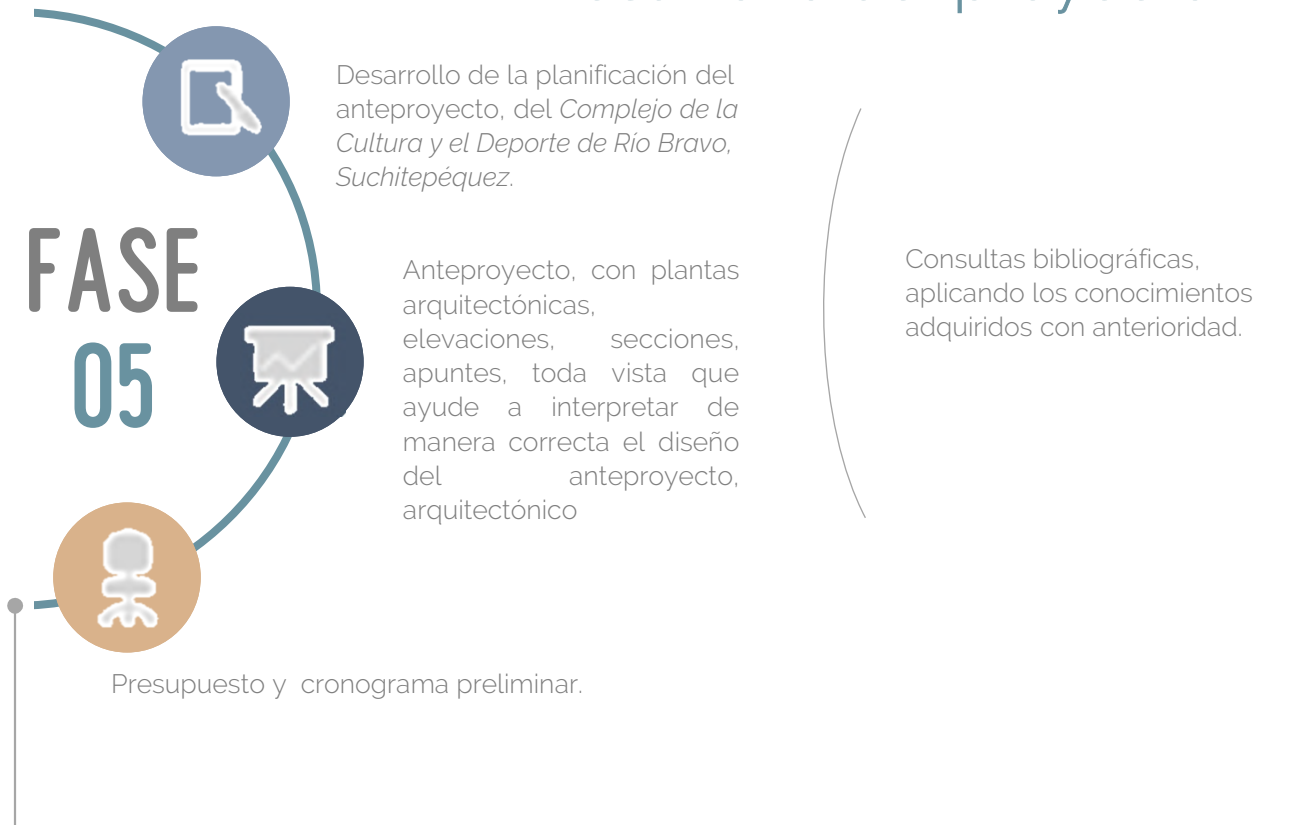 Desarrollo de la planificación del
anteproyecto, del Complejo de la
Cultura y el Deporte de Río Bravo,
Suchitepéquez.
FASE
05
Anteproyecto, con plantas
arquitectónicas,
elevaciones, secciones,
apuntes, toda vista que
ayude a interpretar de
manera correcta el diseño
del anteproyecto,
arquitectónico
Consultas bibliográficas,
aplicando los conocimientos
adquiridos con anterioridad.
Presupuesto y  cronograma preliminar.